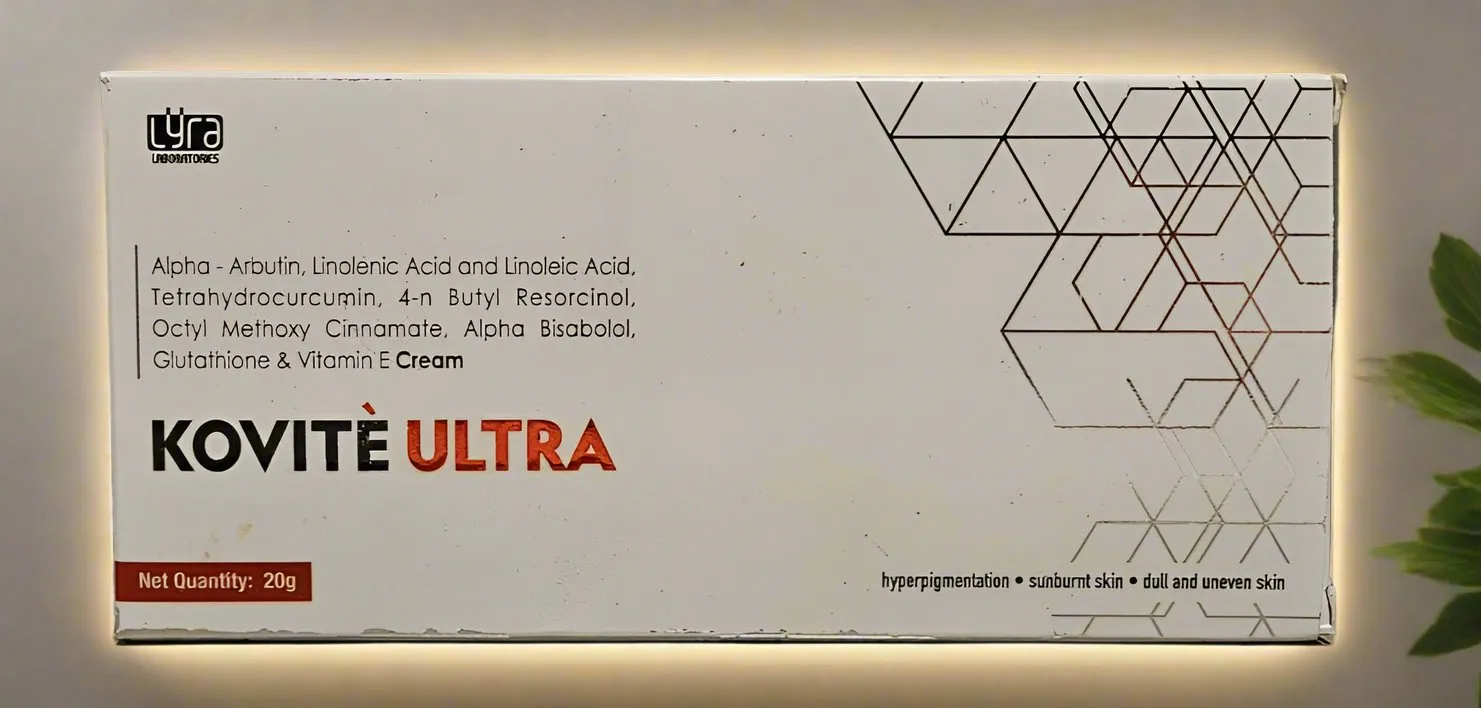 Lÿra
LABORATORIES
Alpha - Arbutin, Linolenic Acid and Linoleic Acid,
Tetrahydrocurcumin, 4-n Butyl Resorcinol,
Octyl Methoxy Cinnamate, Alpha Bisabolol,
Glutathione & Vitamin E Cream
KOVITÈ ULTRA
Net Quantity: 20g
hyperpigmentation • sunburnt skin • dull and uneven skin